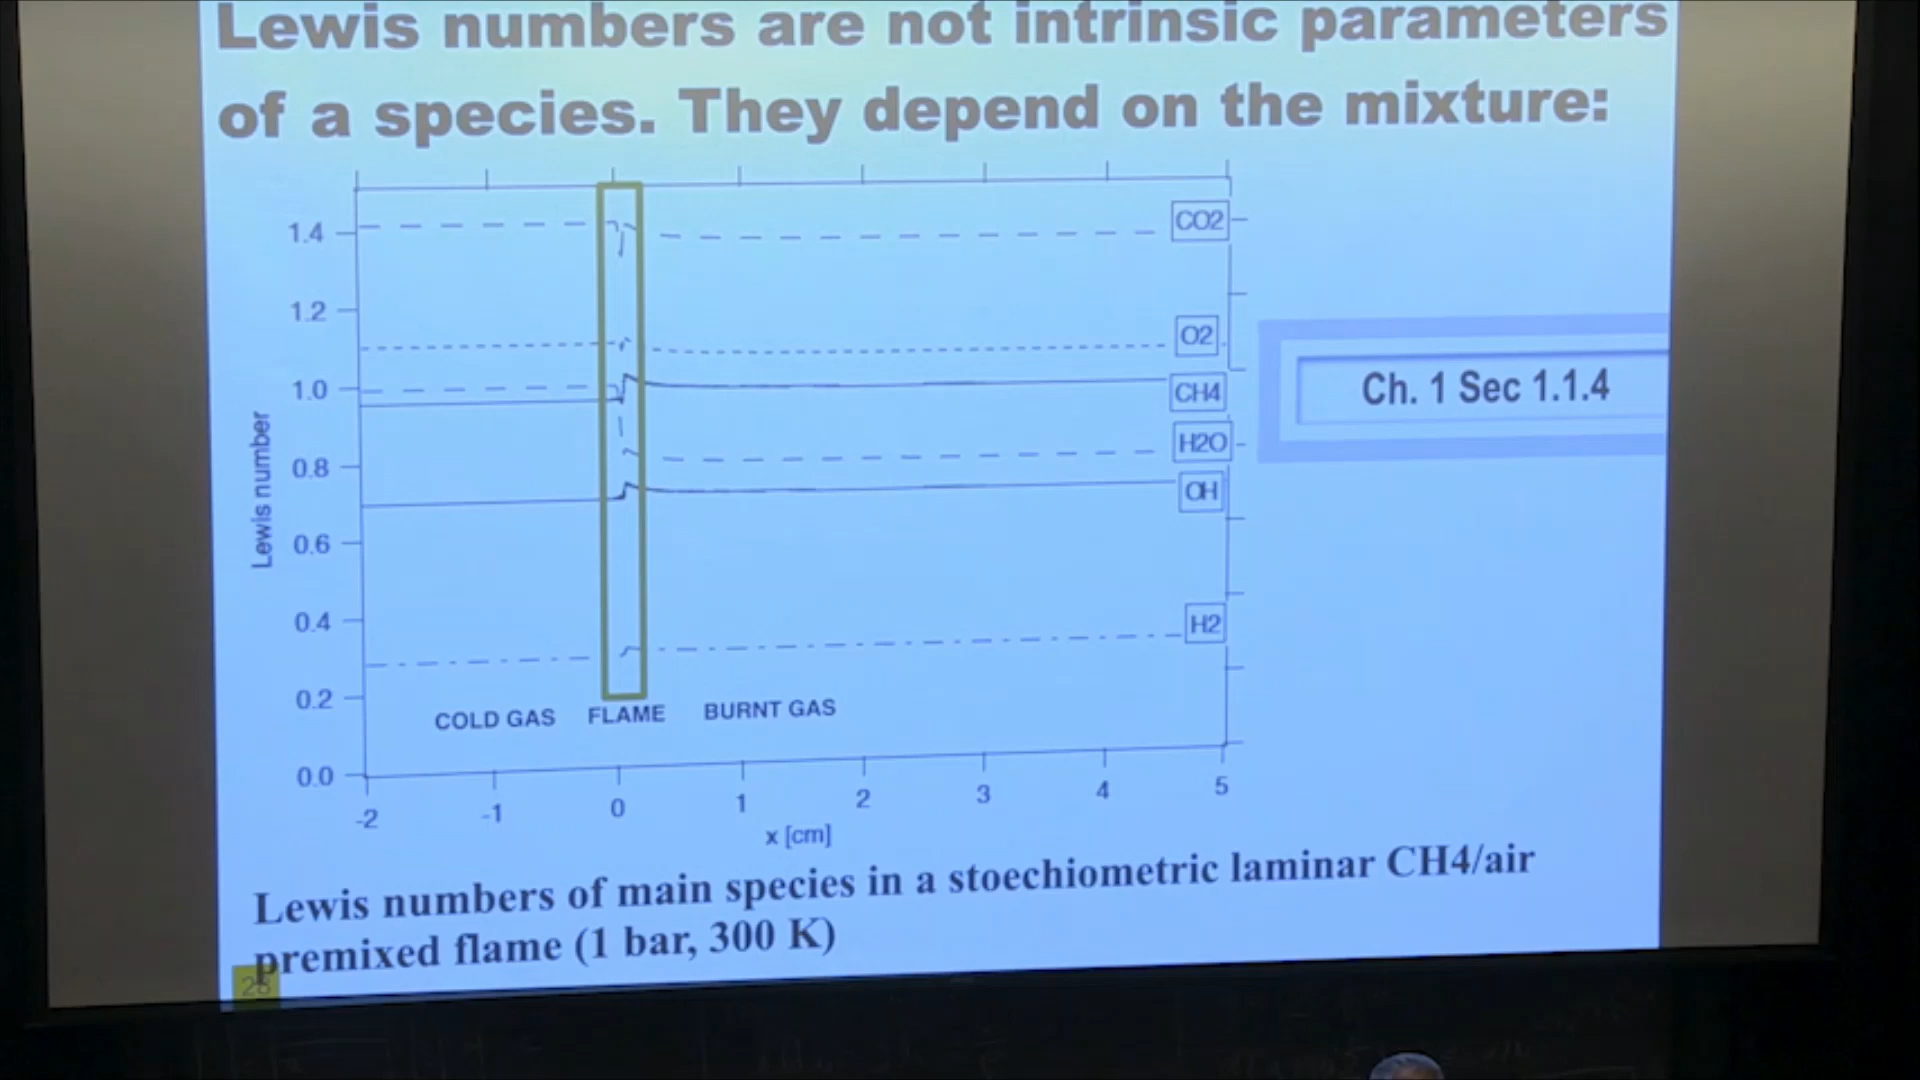 Lewis numbers are not intrinsic parameters
of a species. They depend on the mixture:
1.4
1.2
1.0
0.8
0.6
0.4
0.2
0.0
Lewis number
CO2
O2
CH4
H2O
OH
H2
Ch. 1 Sec 1.1.4
COLD GAS FLAME BURNT GAS
-2 -1 0 1 2 3 4 5
x [cm]
Lewis numbers of main species in a stoechiometric laminar CH4/air
premixed flame (1 bar, 300 K)